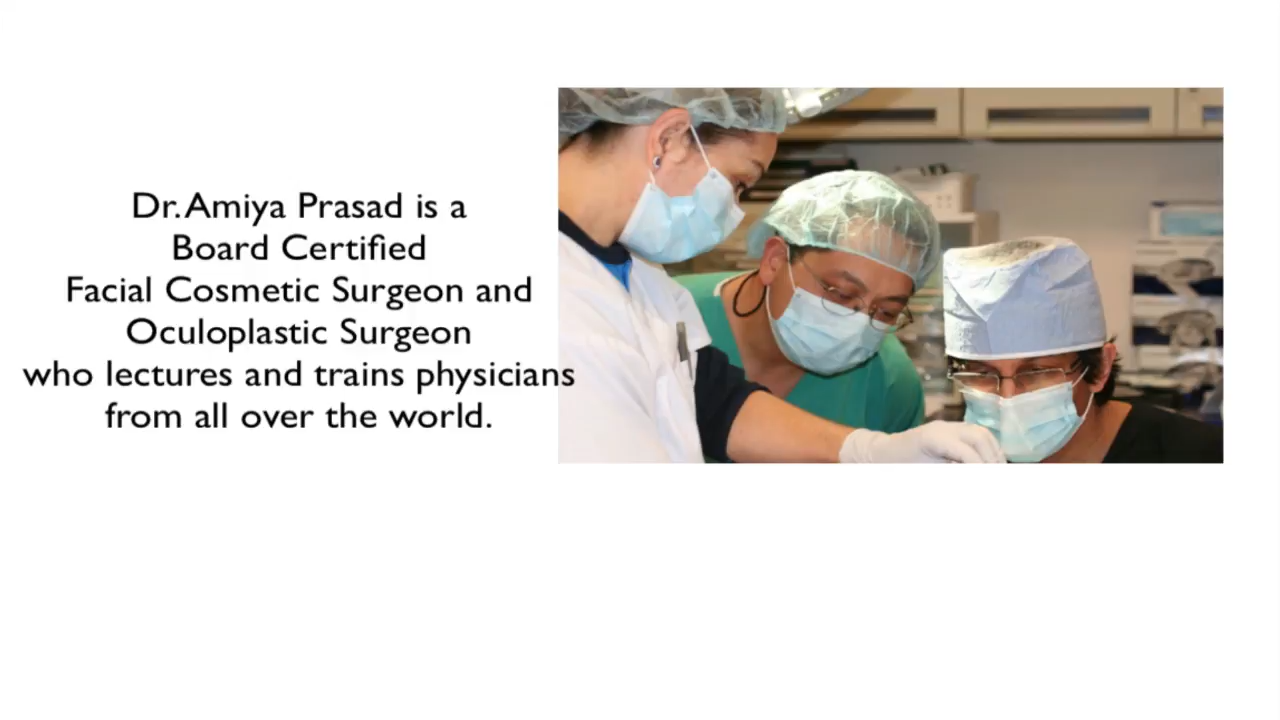 Dr. Amiya Prasad is a
Board Certified
Facial Cosmetic Surgeon and
Oculoplastic Surgeon
who lectures and trains physicians
from all over the world.